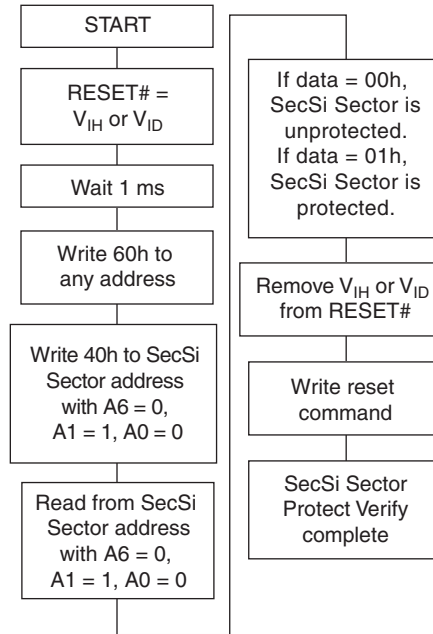 START
RESET# =
V_IH or V_ID
Wait 1 ms
Write 60h to
any address
Write 40h to SecSi
Sector address
with A6 = 0,
A1 = 1, A0 = 0
Read from SecSi
Sector address
with A6 = 0,
A1 = 1, A0 = 0
If data = 00h,
SecSi Sector is
unprotected.
If data = 01h,
SecSi Sector is
protected.
Remove V_IH or V_ID
from RESET#
Write reset
command
SecSi Sector
Protect Verify
complete